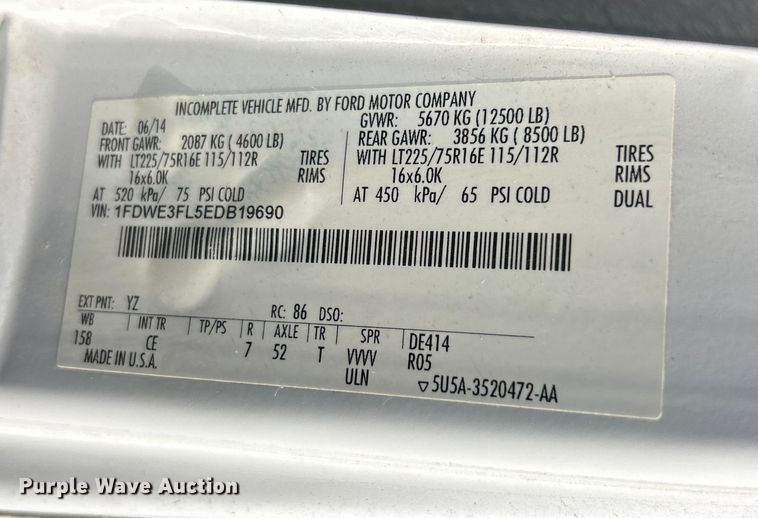 INCOMPLETE VEHICLE MFD. BY FORD MOTOR COMPANY
DATE: 06/14 GVWR: 5670 KG (12500 LB)
FRONT GAWR: 2087 KG ( 4600 LB) REAR GAWR: 3856 KG ( 8500 LB)
WITH LT225/75R16E 115/112R TIRES WITH LT225/75R16E 115/112R TIRES
16x6.0K RIMS 16x6.0K RIMS
AT 520 kPa/ 75 PSI COLD AT 450 kPa/ 65 PSI COLD DUAL
VIN: 1FDWE3FL5EDB19690
EXT PNT: YZ RC: 86 DSO:
WB INT TR TP/PS R AXLE TR SPR DE414
158 CE 7 52 T VVVV R05
MADE IN U.S.A. ULN ▽5U5A-3520472-AA
Purple Wave Auction